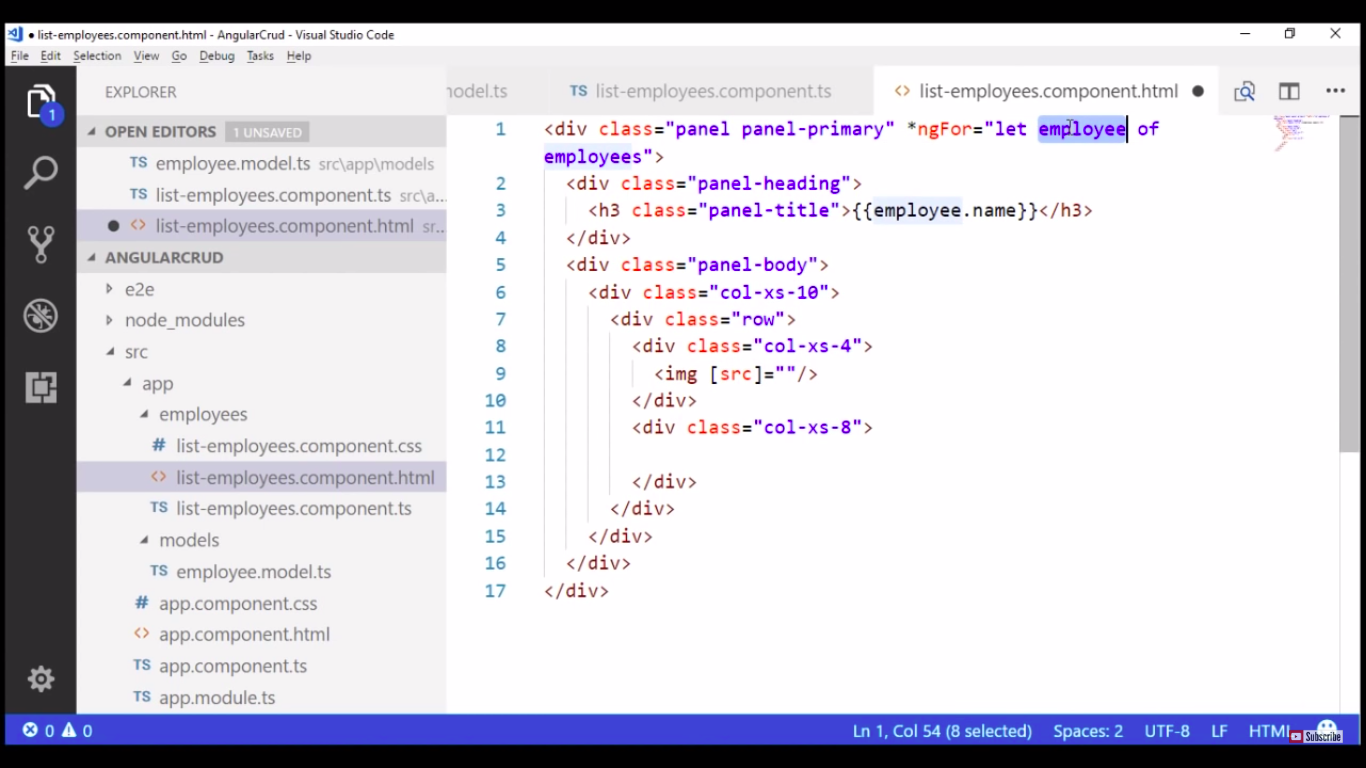 list-employees.component.html - AngularCrud - Visual Studio Code
File Edit Selection View Go Debug Tasks Help
EXPLORER
1
OPEN EDITORS 1 UNSAVED
TS employee.model.ts src\app\models
TS list-employees.component.ts src\a...
<> list-employees.component.html sr...
ANGULARCRUD
e2e
node_modules
src
app
employees
# list-employees.component.css
<> list-employees.component.html
TS list-employees.component.ts
models
TS employee.model.ts
# app.component.css
<> app.component.html
TS app.component.ts
TS app.module.ts
model.ts TS list-employees.component.ts <> list-employees.component.html
1 <div class="panel panel-primary" *ngFor="let employee of
employees">
2 <div class="panel-heading">
3 <h3 class="panel-title">{{employee.name}}</h3>
4 </div>
5 <div class="panel-body">
6 <div class="col-xs-10">
7 <div class="row">
8 <div class="col-xs-4">
9 <img [src]=""/>
10 </div>
11 <div class="col-xs-8">
12
13 </div>
14 </div>
15 </div>
16 </div>
17 </div>
0 0 Ln 1, Col 54 (8 selected) Spaces: 2 UTF-8 LF HTML
Subscribe